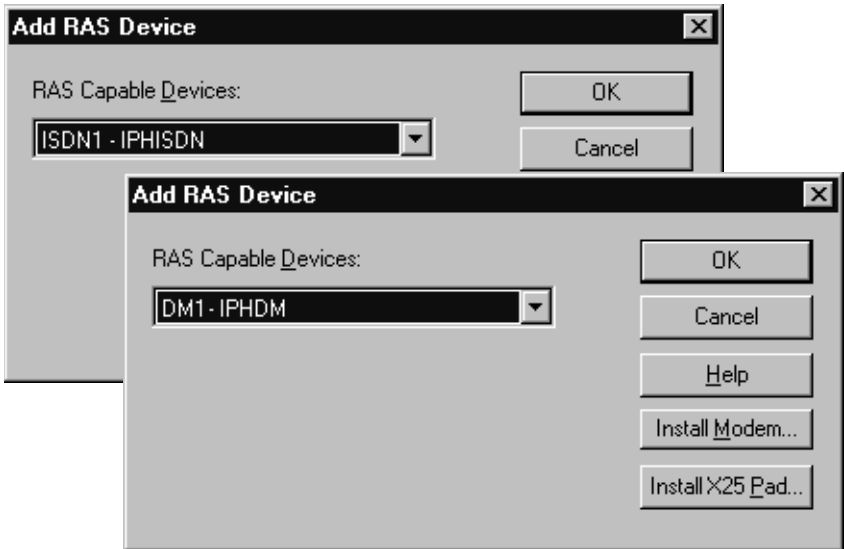 Add RAS Device
RAS Capable Devices:
OK
ISDN1 - IPHISDN
Cancel
Add RAS Device
RAS Capable Devices:
OK
DM1 - IPHDM
Cancel
Help
Install Modem...
Install X25 Pad...